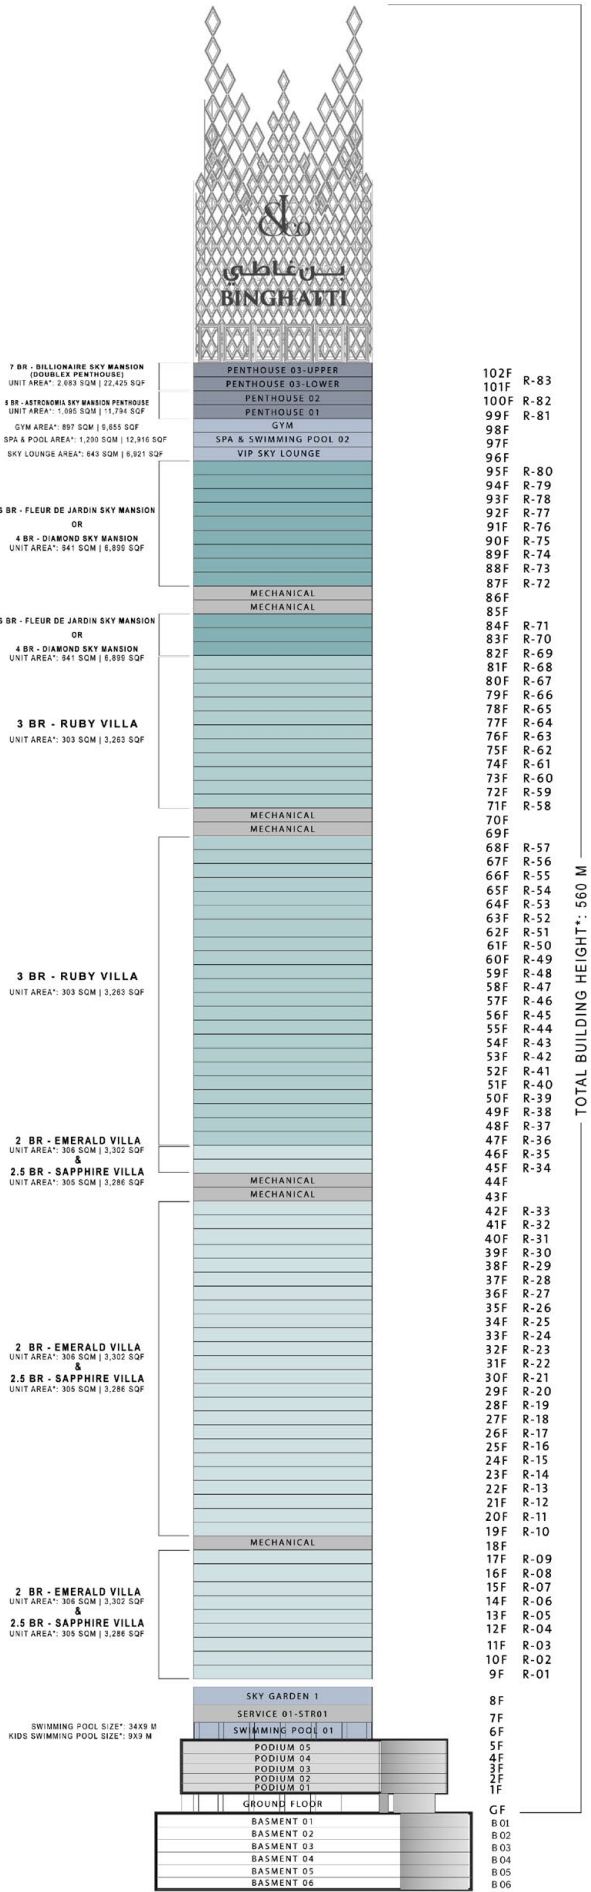 بن غاطي
BINGHATTI
7 BR - BILLIONAIRE SKY MANSION
(DOUBLEX PENTHOUSE)
UNIT AREA*: 2,083 SQM | 22,425 SQF
BR - ASTRONOMIA SKY MANSION PENTHOUSE
UNIT AREA*: 1,095 SQM | 11,794 SQF
GYM AREA*: 897 SQM | 9,655 SQF
SPA & POOL AREA*: 1,200 SQM | 12,916 SQF
SKY LOUNGE AREA*: 643 SQM | 6,921 SQF
BR - FLEUR DE JARDIN SKY MANSION
OR
4 BR - DIAMOND SKY MANSION
UNIT AREA*: 641 SQM | 6,899 SQF
BR - FLEUR DE JARDIN SKY MANSION
OR
4 BR - DIAMOND SKY MANSION
UNIT AREA*: 641 SQM | 6,899 SQF
3 BR - RUBY VILLA
UNIT AREA*: 303 SQM | 3,263 SQF
3 BR - RUBY VILLA
UNIT AREA*: 303 SQM | 3,263 SQF
2 BR - EMERALD VILLA
UNIT AREA*: 306 SQM | 3,302 SQF
&
2.5 BR - SAPPHIRE VILLA
UNIT AREA*: 305 SQM | 3,286 SQF
2 BR - EMERALD VILLA
UNIT AREA*: 306 SQM | 3,302 SQF
&
2.5 BR - SAPPHIRE VILLA
UNIT AREA*: 305 SQM | 3,286 SQF
2 BR - EMERALD VILLA
UNIT AREA*: 306 SQM | 3,302 SQF
&
2.5 BR - SAPPHIRE VILLA
UNIT AREA*: 305 SQM | 3,286 SQF
SWIMMING POOL SIZE*: 34X9 M
KIDS SWIMMING POOL SIZE*: 9X9 M
PENTHOUSE 03-UPPER
PENTHOUSE 03-LOWER
PENTHOUSE 02
PENTHOUSE 01
GYM
SPA & SWIMMING POOL 02
VIP SKY LOUNGE
MECHANICAL
MECHANICAL
MECHANICAL
MECHANICAL
MECHANICAL
MECHANICAL
MECHANICAL
SKY GARDEN 1
SERVICE 01-STR01
SWIMMING POOL 01
PODIUM 05
PODIUM 04
PODIUM 03
PODIUM 02
PODIUM 01
GROUND FLOOR
BASMENT 01
BASMENT 02
BASMENT 03
BASMENT 04
BASMENT 05
BASMENT 06
102F
101F R-83
100F R-82
99F R-81
98F
97F
96F
95F R-80
94F R-79
93F R-78
92F R-77
91F R-76
90F R-75
89F R-74
88F R-73
87F R-72
86F
85F
84F R-71
83F R-70
82F R-69
81F R-68
80F R-67
79F R-66
78F R-65
77F R-64
76F R-63
75F R-62
74F R-61
73F R-60
72F R-59
71F R-58
70F
69F
68F R-57
67F R-56
66F R-55
65F R-54
64F R-53
63F R-52
62F R-51
61F R-50
60F R-49
59F R-48
58F R-47
57F R-46
56F R-45
55F R-44
54F R-43
53F R-42
52F R-41
51F R-40
50F R-39
49F R-38
48F R-37
47F R-36
46F R-35
45F R-34
44F
43F
42F R-33
41F R-32
40F R-31
39F R-30
38F R-29
37F R-28
36F R-27
35F R-26
34F R-25
33F R-24
32F R-23
31F R-22
30F R-21
29F R-20
28F R-19
27F R-18
26F R-17
25F R-16
24F R-15
23F R-14
22F R-13
21F R-12
20F R-11
19F R-10
18F
17F R-09
16F R-08
15F R-07
14F R-06
13F R-05
12F R-04
11F R-03
10F R-02
9F R-01
8F
7F
6F
5F
4F
3F
2F
1F
GF
B 01
B 02
B 03
B 04
B 05
B 06
TOTAL BUILDING HEIGHT*: 560 M